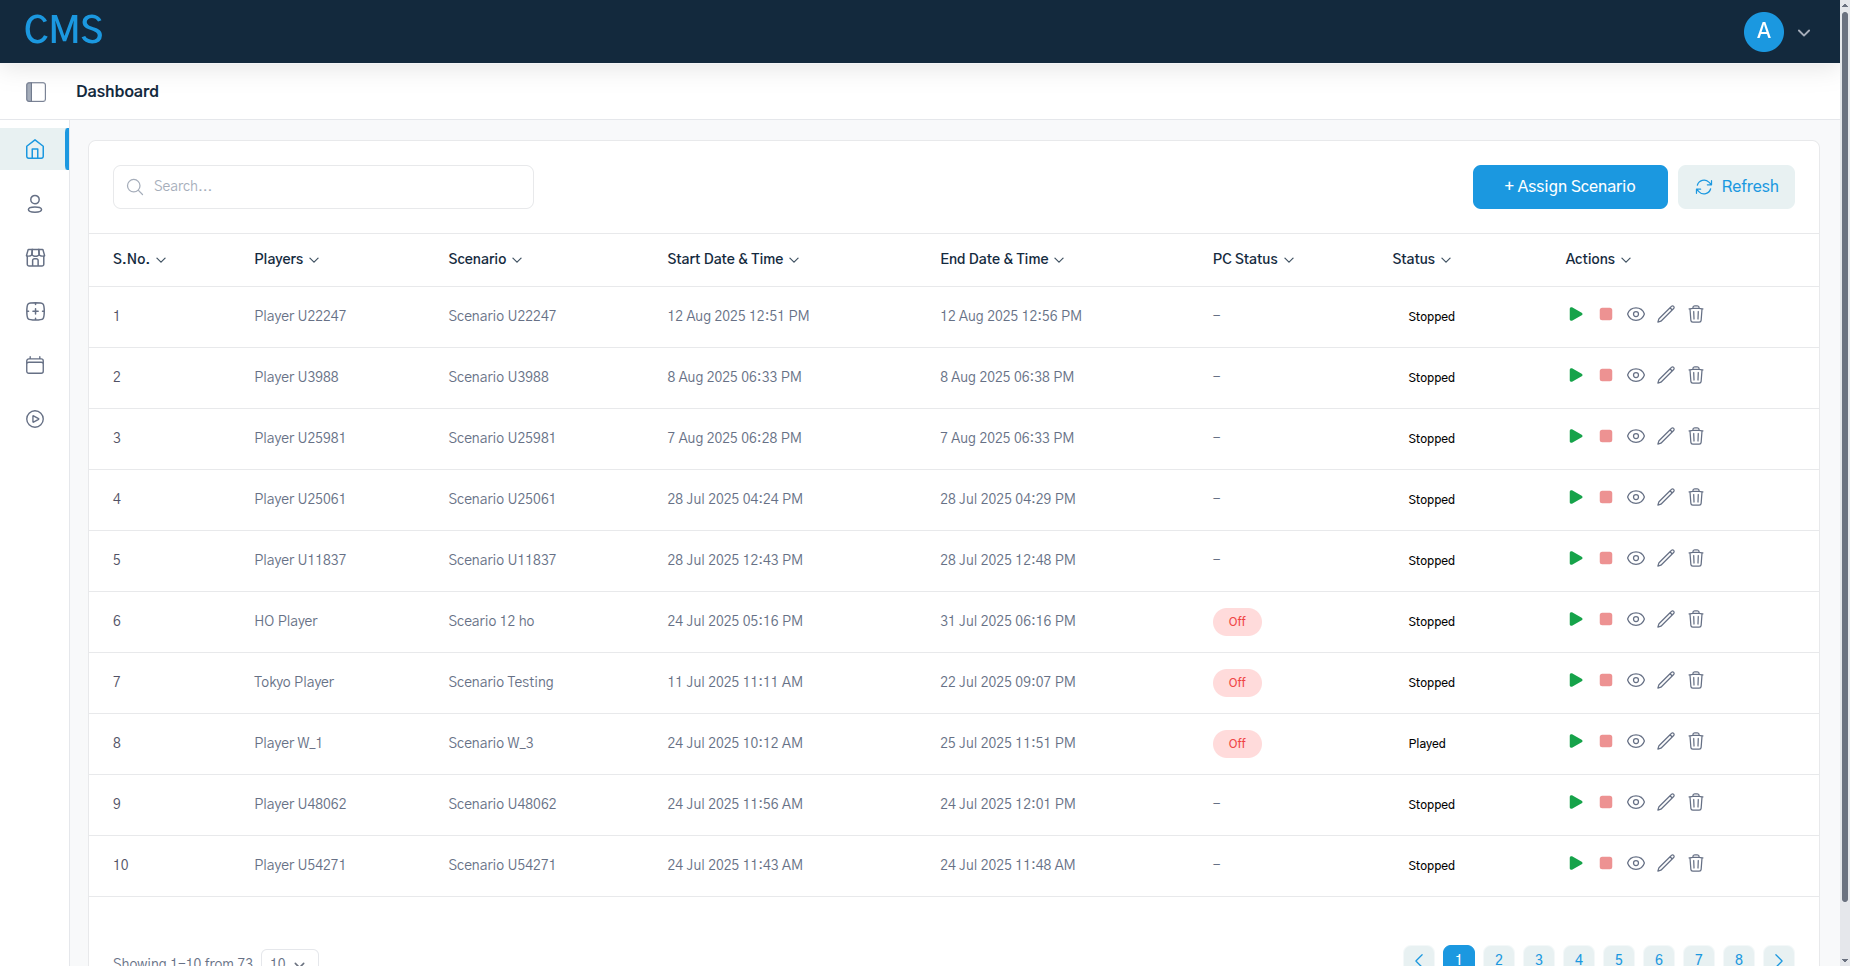 CMS
A
Dashboard
Search...
+ Assign Scenario
Refresh
S.No. Players Scenario Start Date & Time End Date & Time PC Status Status Actions
1 Player U22247 Scenario U22247 12 Aug 2025 12:51 PM 12 Aug 2025 12:56 PM – Stopped
2 Player U3988 Scenario U3988 8 Aug 2025 06:33 PM 8 Aug 2025 06:38 PM – Stopped
3 Player U25981 Scenario U25981 7 Aug 2025 06:28 PM 7 Aug 2025 06:33 PM – Stopped
4 Player U25061 Scenario U25061 28 Jul 2025 04:24 PM 28 Jul 2025 04:29 PM – Stopped
5 Player U11837 Scenario U11837 28 Jul 2025 12:43 PM 28 Jul 2025 12:48 PM – Stopped
6 HO Player Sceario 12 ho 24 Jul 2025 05:16 PM 31 Jul 2025 06:16 PM Off Stopped
7 Tokyo Player Scenario Testing 11 Jul 2025 11:11 AM 22 Jul 2025 09:07 PM Off Stopped
8 Player W_1 Scenario W_3 24 Jul 2025 10:12 AM 25 Jul 2025 11:51 PM Off Played
9 Player U48062 Scenario U48062 24 Jul 2025 11:56 AM 24 Jul 2025 12:01 PM – Stopped
10 Player U54271 Scenario U54271 24 Jul 2025 11:43 AM 24 Jul 2025 11:48 AM – Stopped
Showing 1–10 from 73 10
1 2 3 4 5 6 7 8